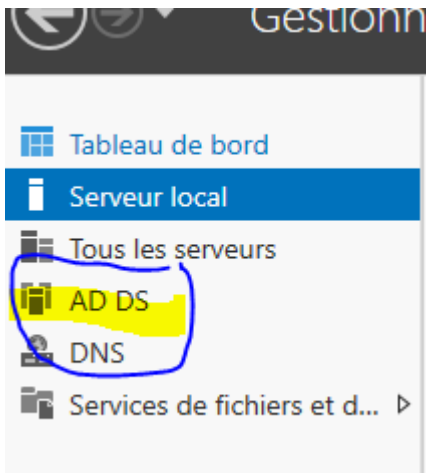 Gestionn
Tableau de bord
Serveur local
Tous les serveurs
AD DS
DNS
Services de fichiers et d...